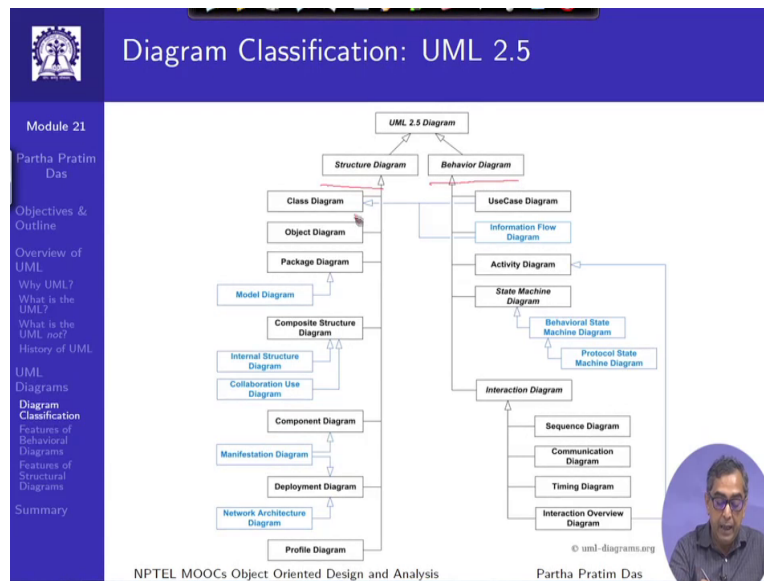 Diagram Classification: UML 2.5
Module 21
Partha Pratim
Das
Objectives &
Outline
Overview of
UML
Why UML?
What is the
UML?
What is the
UML not?
History of UML
UML
Diagrams
Diagram
Classification
Features of
Behavioral
Diagrams
Features of
Structural
Diagrams
Summary
UML 2.5 Diagram
Structure Diagram
Behavior Diagram
Class Diagram
Object Diagram
Package Diagram
Model Diagram
Composite Structure
Diagram
Internal Structure
Diagram
Collaboration Use
Diagram
Component Diagram
Manifestation Diagram
Deployment Diagram
Network Architecture
Diagram
Profile Diagram
UseCase Diagram
Information Flow
Diagram
Activity Diagram
State Machine
Diagram
Behavioral State
Machine Diagram
Protocol State
Machine Diagram
Interaction Diagram
Sequence Diagram
Communication
Diagram
Timing Diagram
Interaction Overview
Diagram
© uml-diagrams.org
NPTEL MOOCs Object Oriented Design and Analysis
Partha Pratim Das